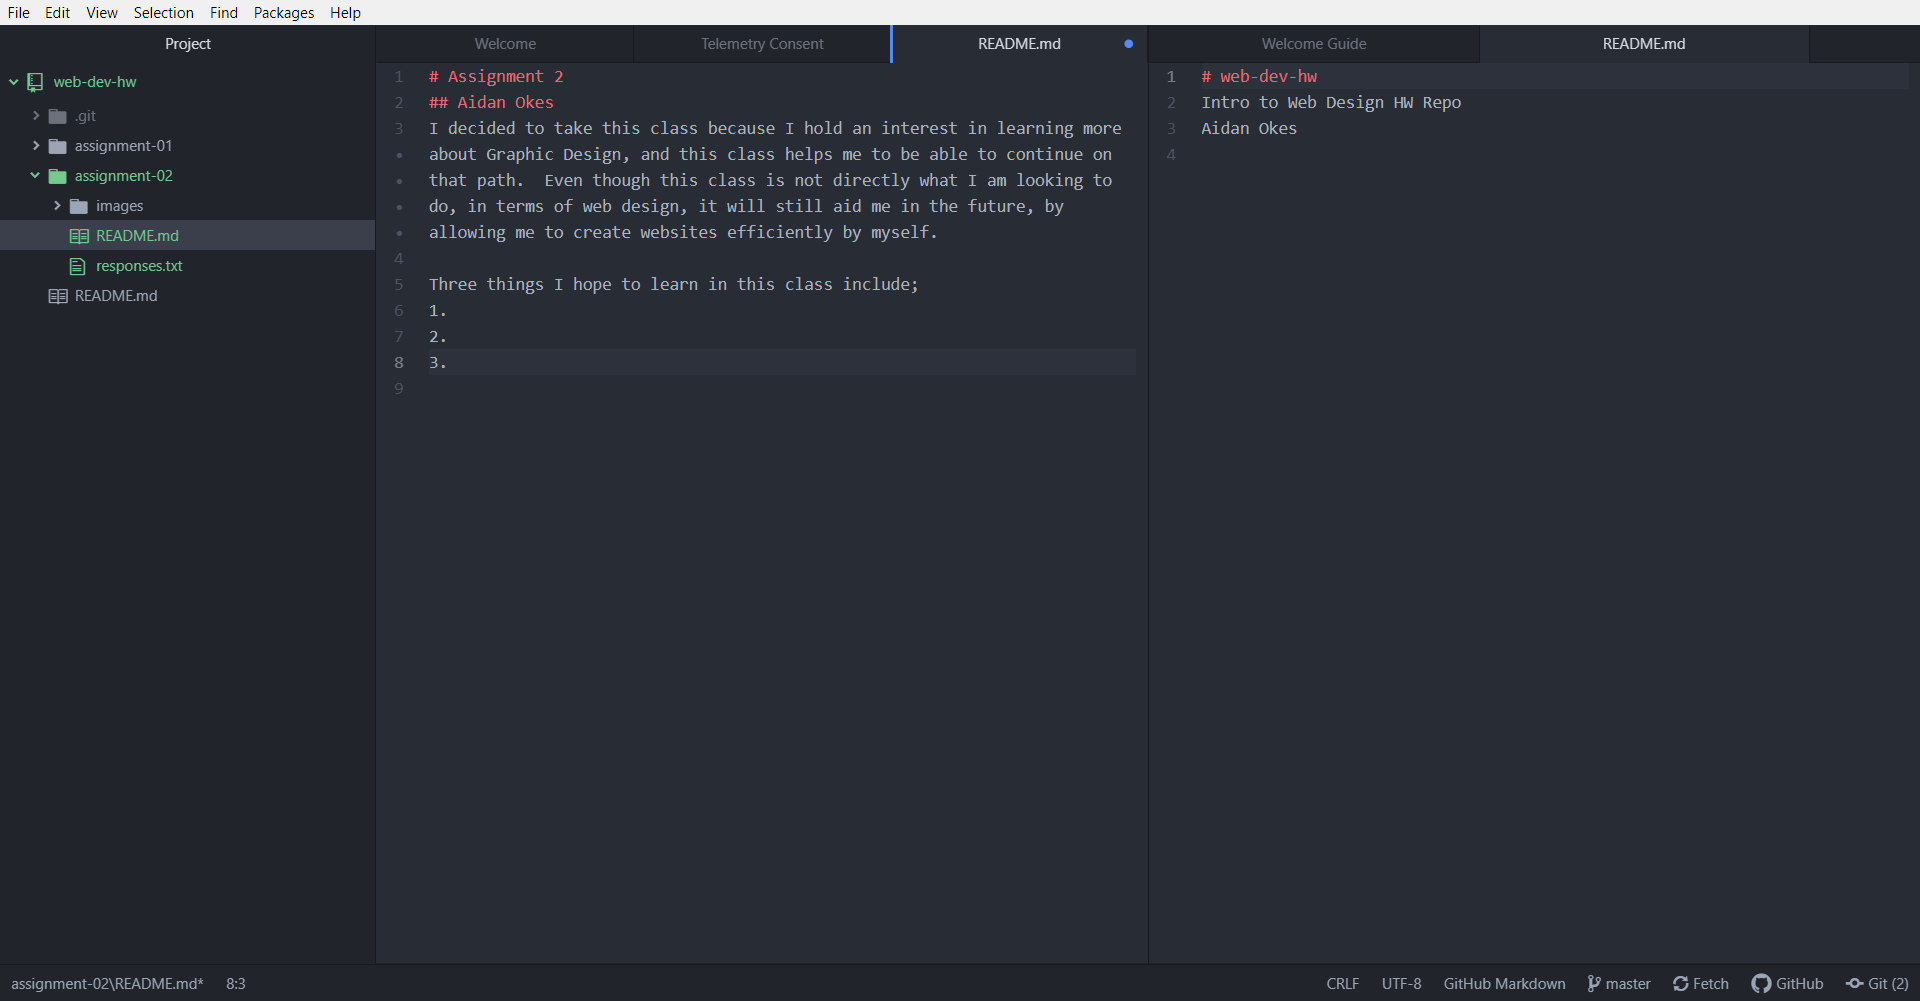 File Edit View Selection Find Packages Help
Project
web-dev-hw
.git
assignment-01
assignment-02
images
README.md
responses.txt
README.md
Welcome Telemetry Consent README.md
1 # Assignment 2
2 ## Aidan Okes
3 I decided to take this class because I hold an interest in learning more
• about Graphic Design, and this class helps me to be able to continue on
• that path.  Even though this class is not directly what I am looking to
• do, in terms of web design, it will still aid me in the future, by
• allowing me to create websites efficiently by myself.
4
5 Three things I hope to learn in this class include;
6 1.
7 2.
8 3.
9
Welcome Guide README.md
1 # web-dev-hw
2 Intro to Web Design HW Repo
3 Aidan Okes
4
assignment-02\README.md* 8:3 CRLF UTF-8 GitHub Markdown master Fetch GitHub Git (2)